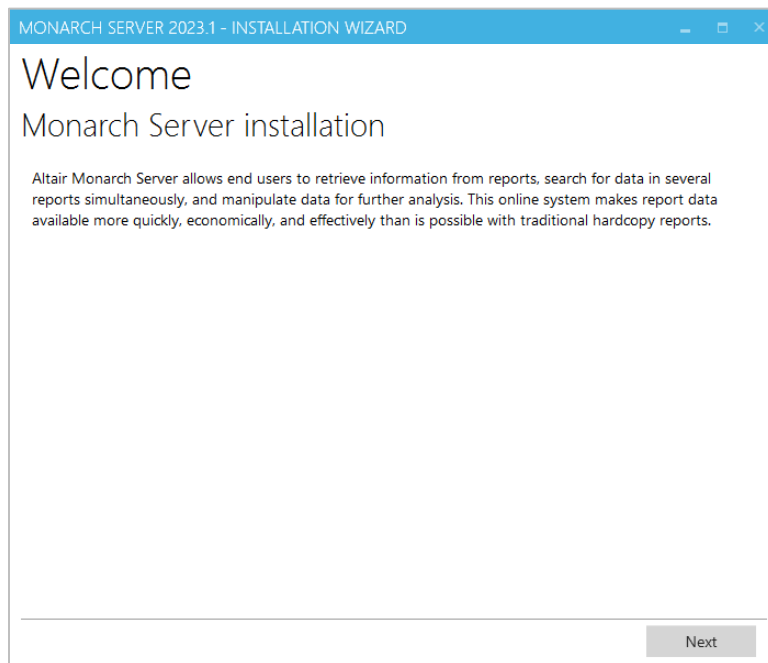 MONARCH SERVER 2023.1 - INSTALLATION WIZARD
Welcome
Monarch Server installation
Altair Monarch Server allows end users to retrieve information from reports, search for data in several
reports simultaneously, and manipulate data for further analysis. This online system makes report data
available more quickly, economically, and effectively than is possible with traditional hardcopy reports.
Next